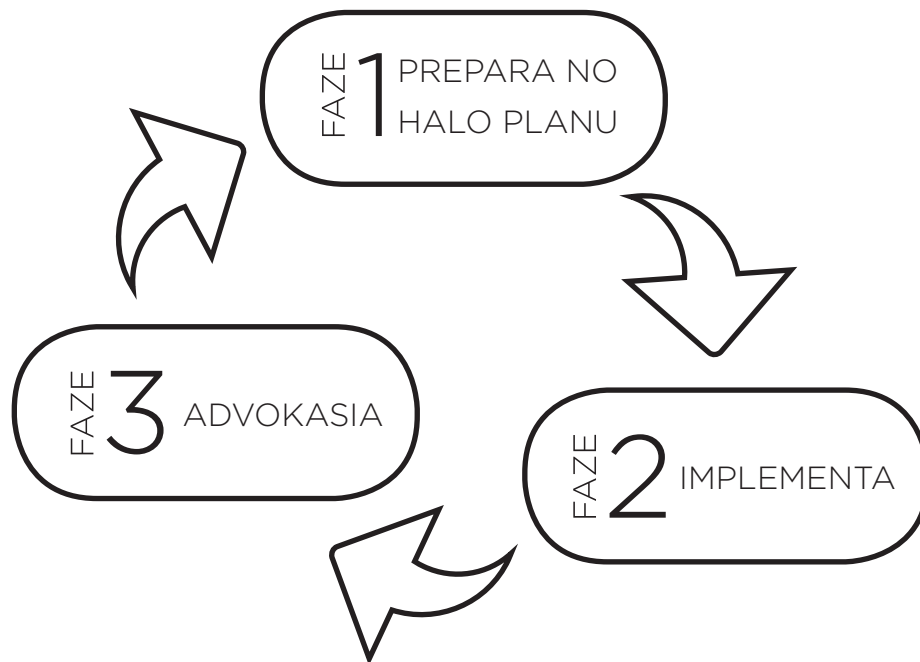 FAZE 1 PREPARA NO
HALO PLANU
FAZE 2 IMPLEMENTA
FAZE 3 ADVOKASIA